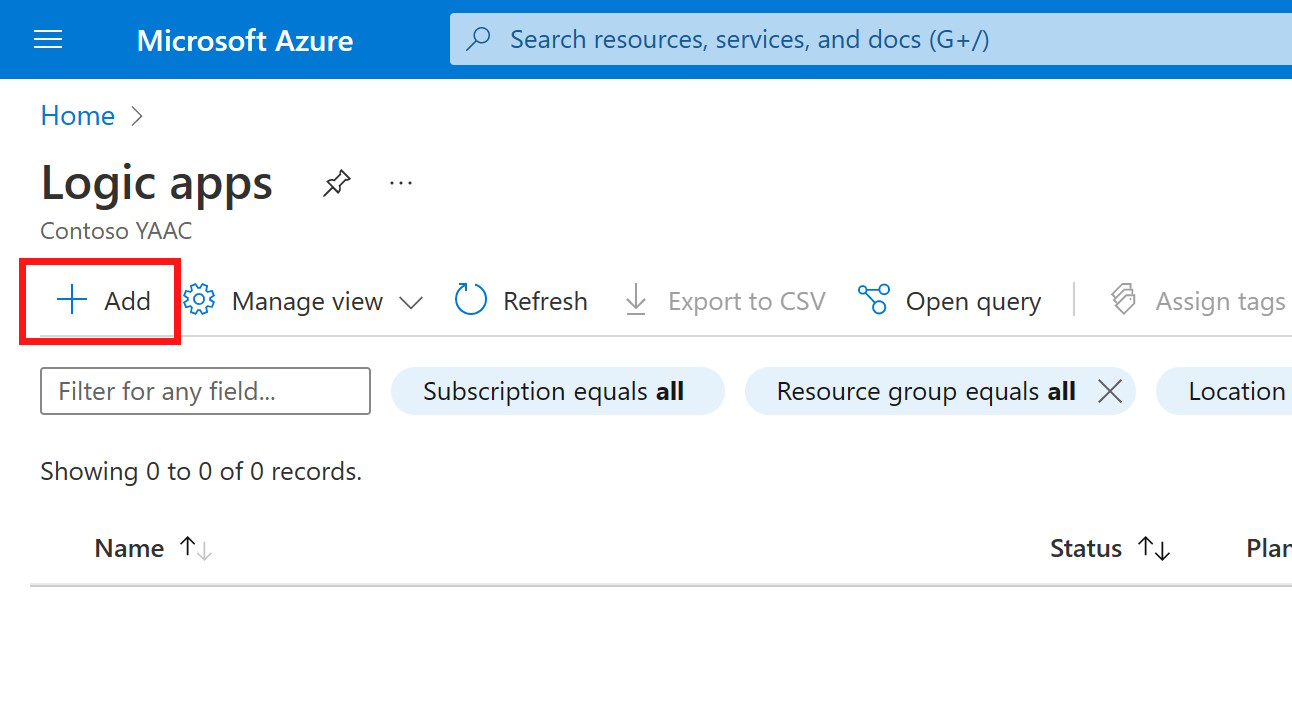 Microsoft Azure Search resources, services, and docs (G+/)
Home
Logic apps ...
Contoso YAAC
Add Manage view Refresh Export to CSV Open query Assign tags
Filter for any field... Subscription equals all Resource group equals all Location
Showing 0 to 0 of 0 records.
Name Status Plan